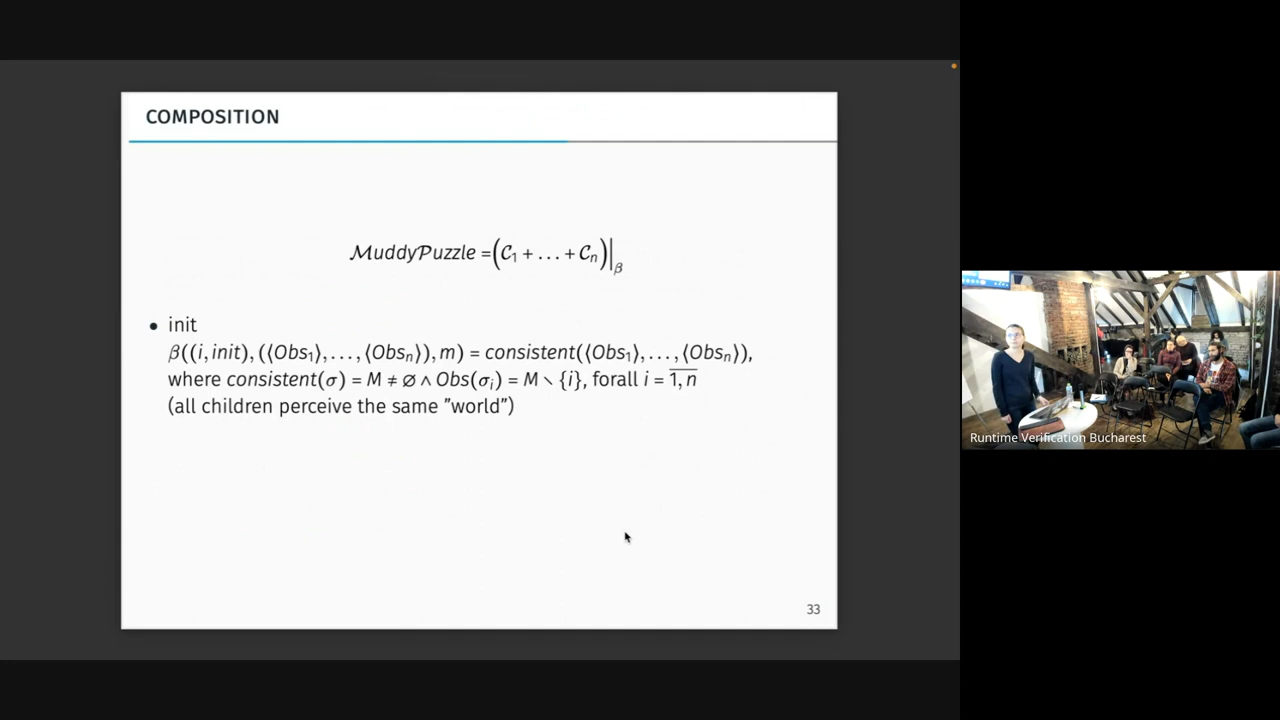 COMPOSITION
𝓜uddy𝓟uzzle =(𝓒₁ + … + 𝓒ₙ)|β
• init
β((i, init), (⟨Obs₁⟩, …, ⟨Obsₙ⟩), m) = consistent(⟨Obs₁⟩, …, ⟨Obsₙ⟩),
where consistent(σ) = M ≠ ∅ ∧ Obs(σᵢ) = M ∖ {i}, forall i = 1, n
(all children perceive the same ”world”)
33
Runtime Verification Bucharest